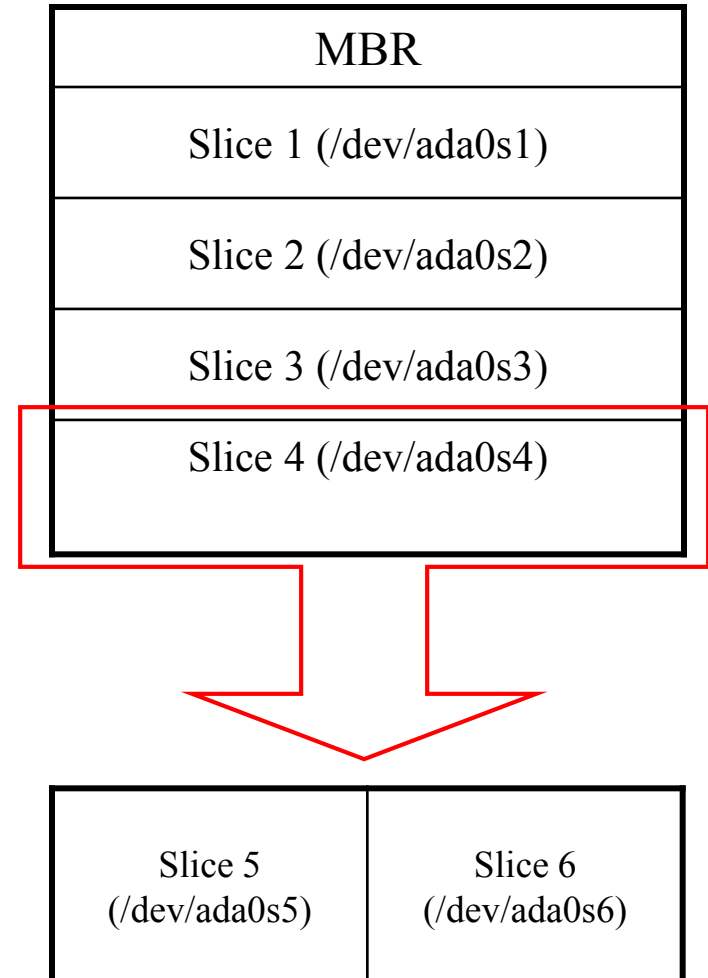 MBR
Slice 1 (/dev/ada0s1)
Slice 2 (/dev/ada0s2)
Slice 3 (/dev/ada0s3)
Slice 4 (/dev/ada0s4)
Slice 5
(/dev/ada0s5)
Slice 6
(/dev/ada0s6)